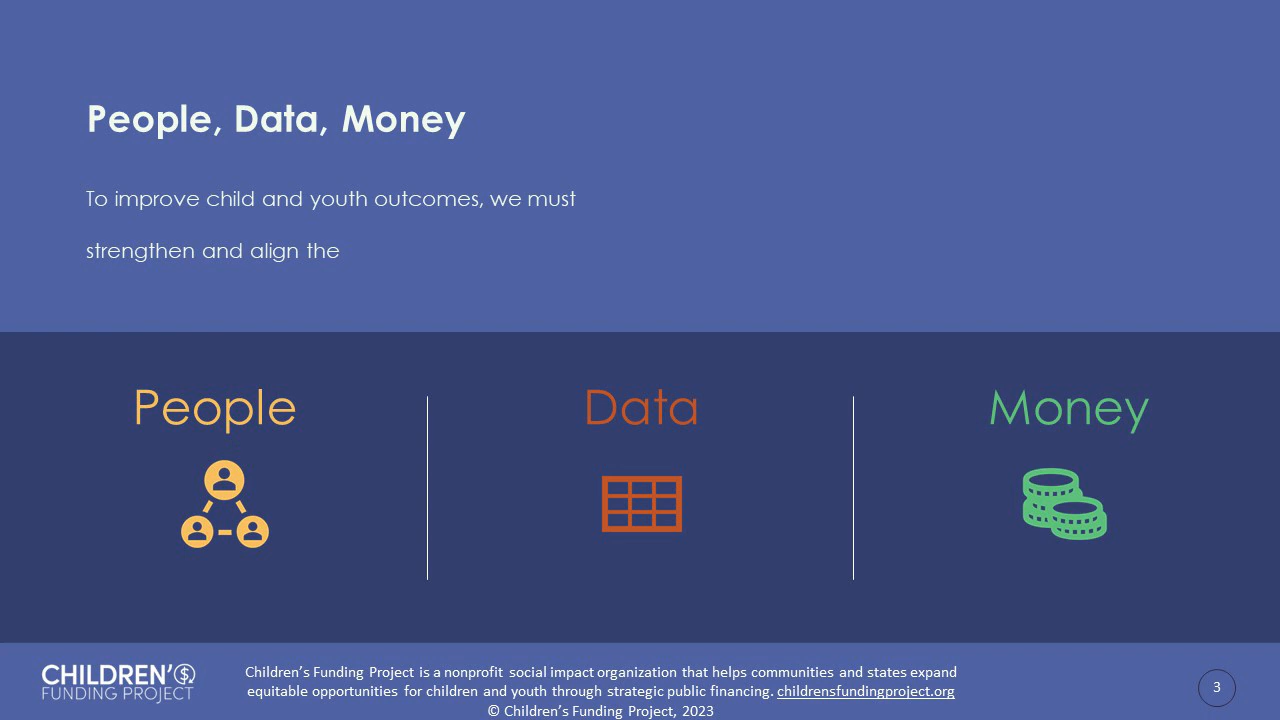 People, Data, Money
To improve child and youth outcomes, we must
strengthen and align the
People
Data
Money
CHILDREN'$
FUNDING PROJECT
Children’s Funding Project is a nonprofit social impact organization that helps communities and states expand
equitable opportunities for children and youth through strategic public financing. childrensfundingproject.org
© Children’s Funding Project, 2023
3